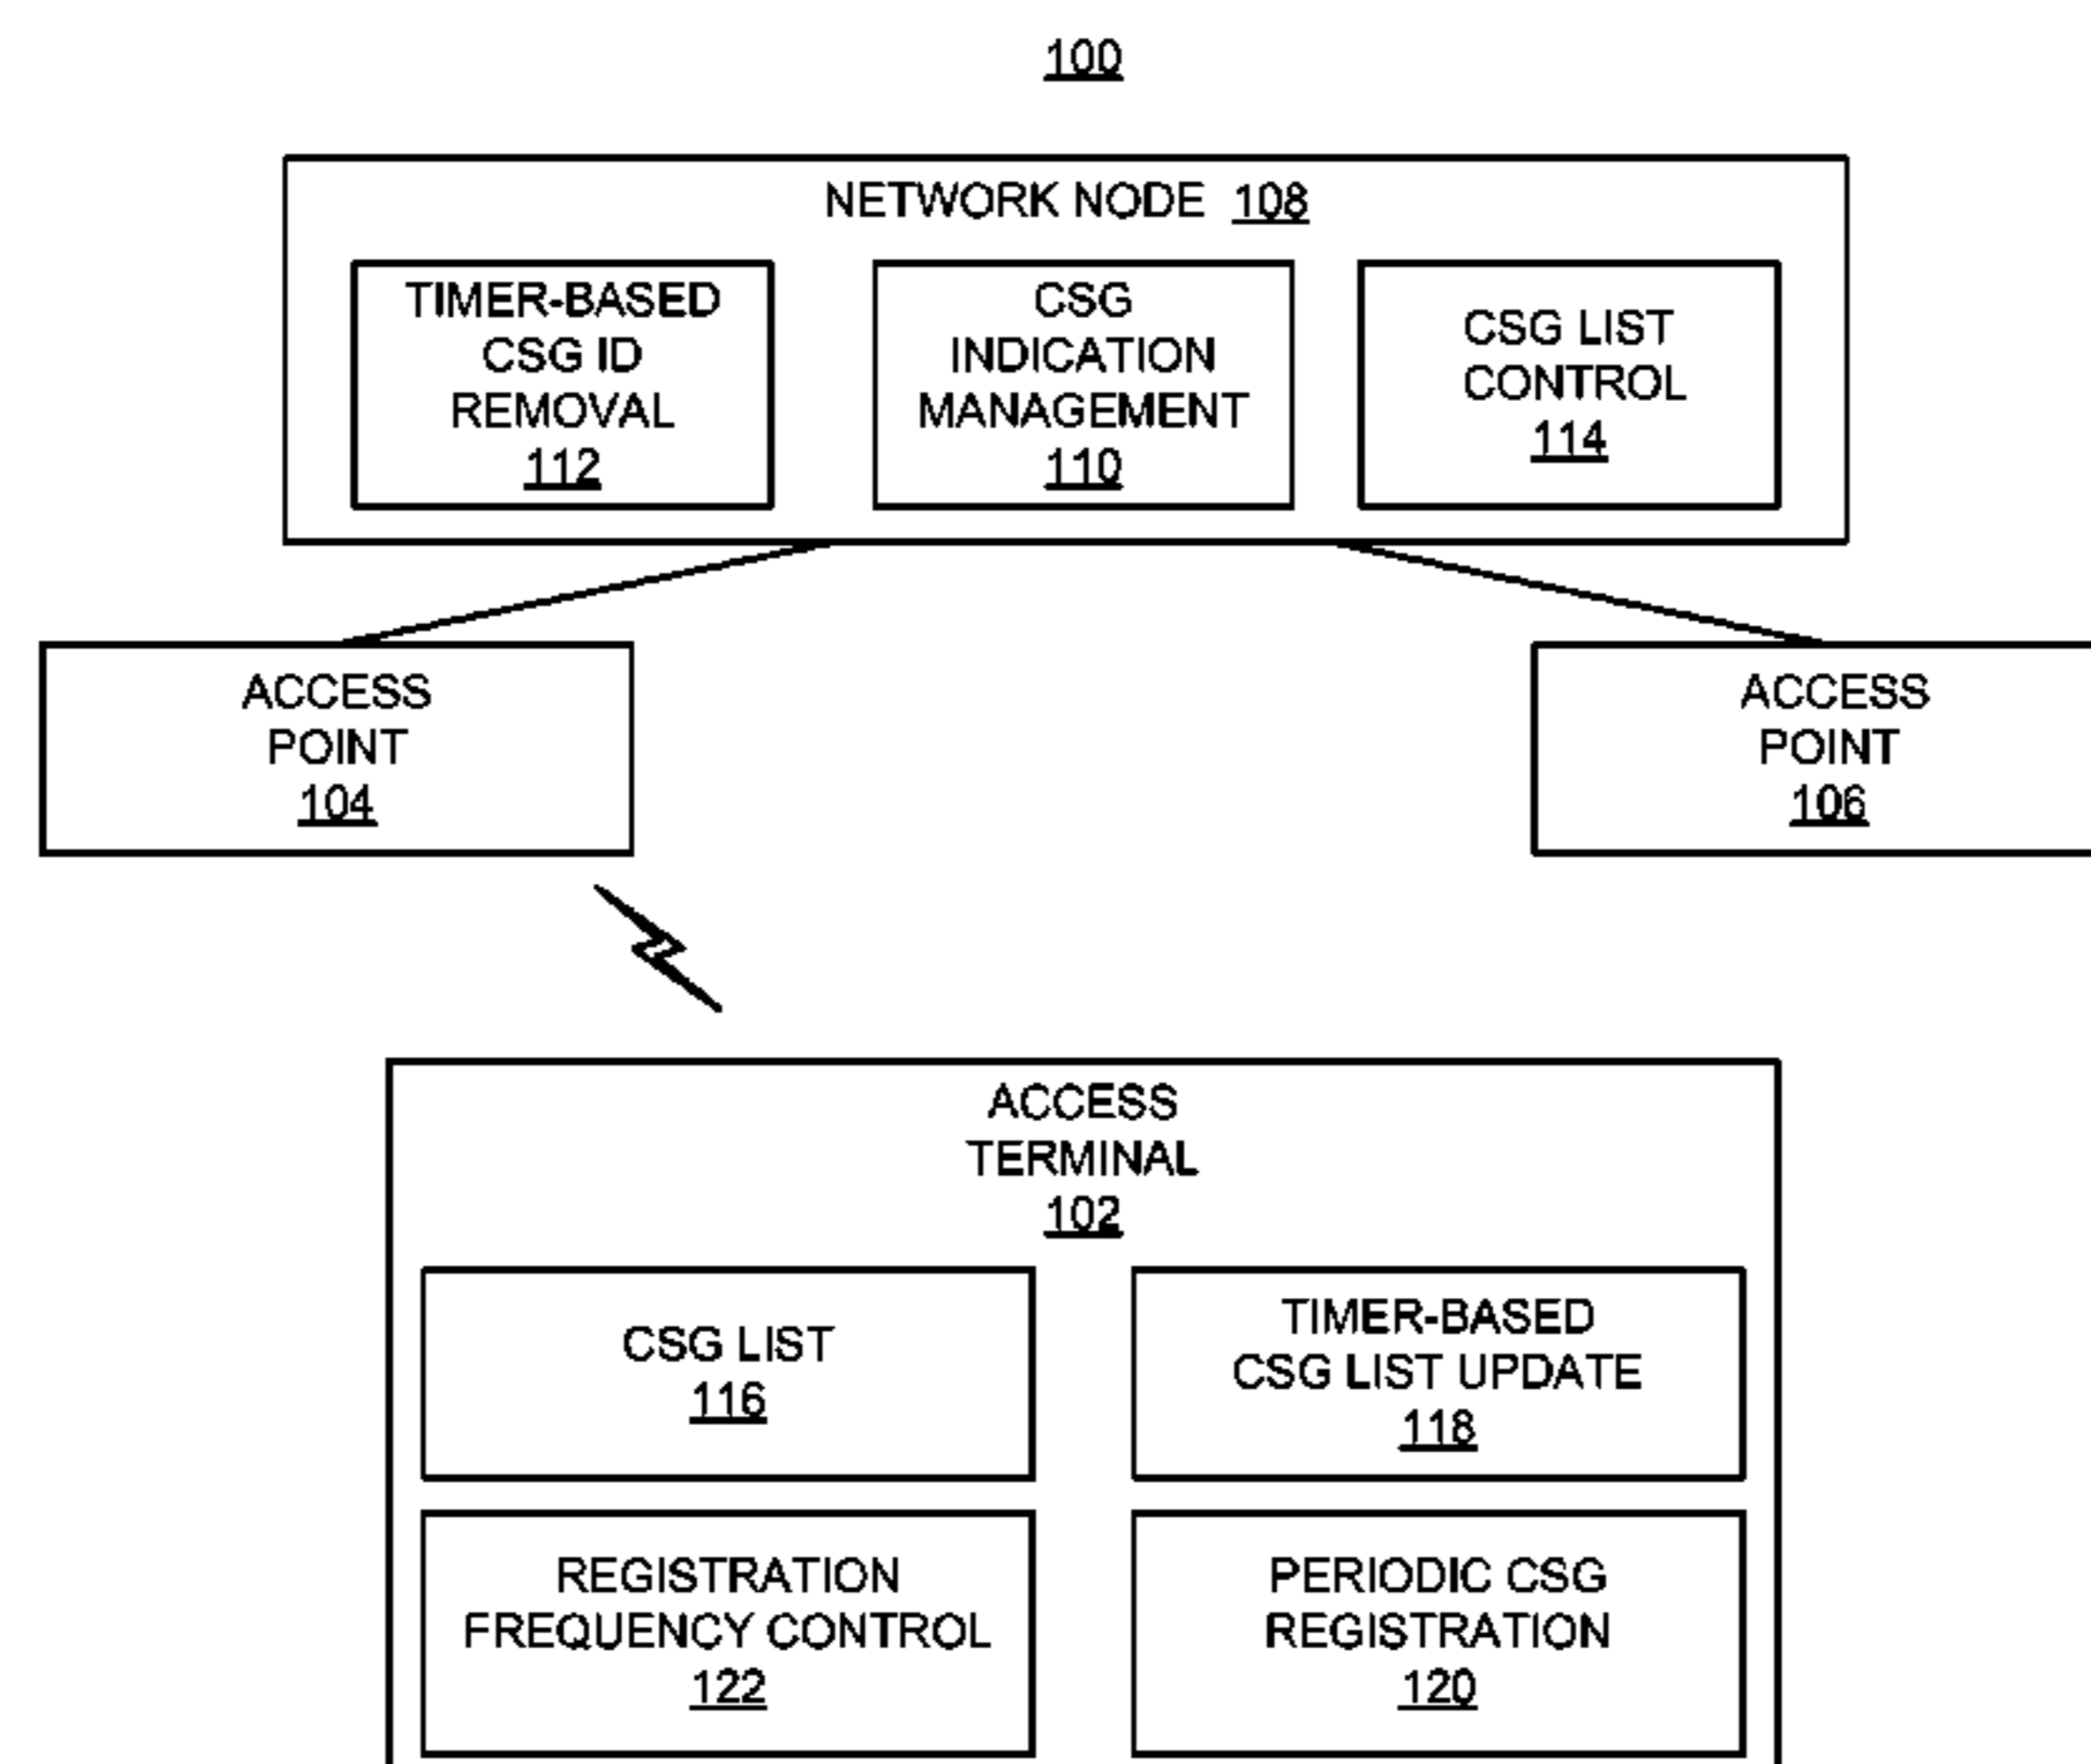 100
NETWORK NODE 108
TIMER-BASED
CSG ID
REMOVAL
112
CSG
INDICATION
MANAGEMENT
110
CSG LIST
CONTROL
114
ACCESS
POINT
104
ACCESS
POINT
106
ACCESS
TERMINAL
102
CSG LIST
116
TIMER-BASED
CSG LIST UPDATE
118
REGISTRATION
FREQUENCY CONTROL
122
PERIODIC CSG
REGISTRATION
120